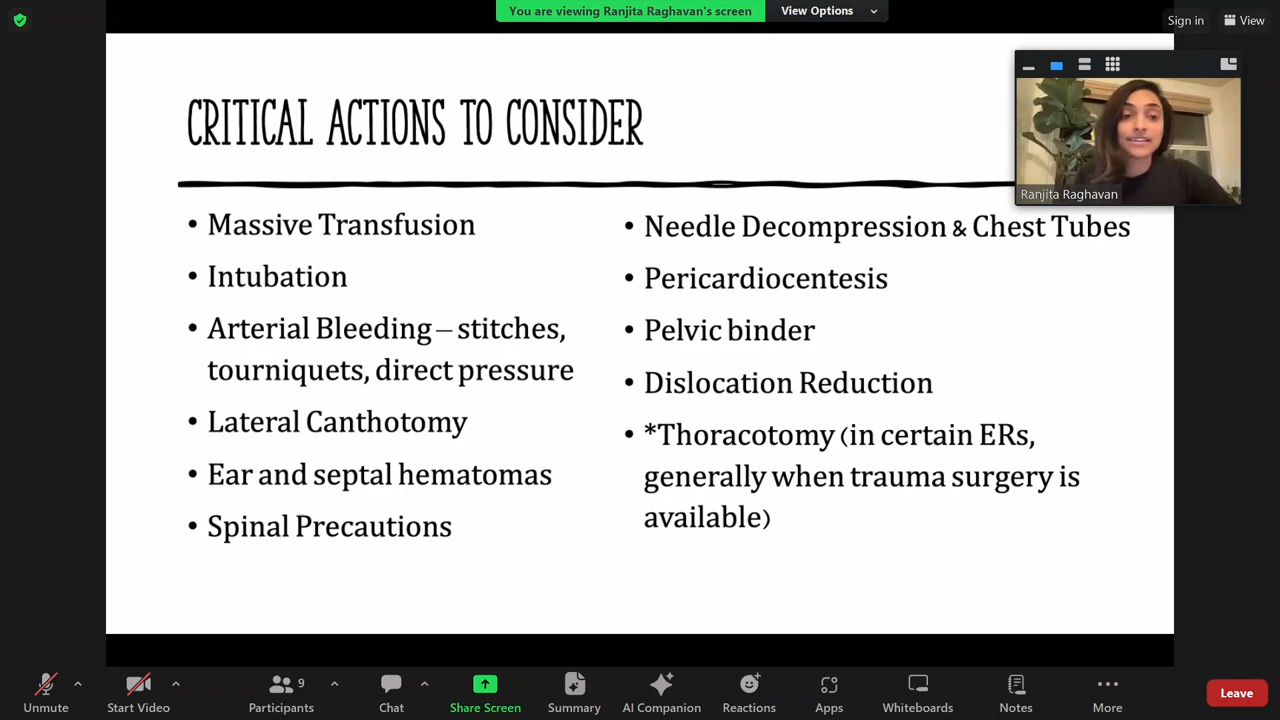 You are viewing Ranjita Raghavan's screen
View Options
Sign in
View
CRITICAL ACTIONS TO CONSIDER
Ranjita Raghavan
• Massive Transfusion
• Intubation
• Arterial Bleeding – stitches,
tourniquets, direct pressure
• Lateral Canthotomy
• Ear and septal hematomas
• Spinal Precautions
• Needle Decompression & Chest Tubes
• Pericardiocentesis
• Pelvic binder
• Dislocation Reduction
• *Thoracotomy (in certain ERs,
generally when trauma surgery is
available)
9
Unmute
Start Video
Participants
Chat
Share Screen
Summary
AI Companion
Reactions
Apps
Whiteboards
Notes
More
Leave